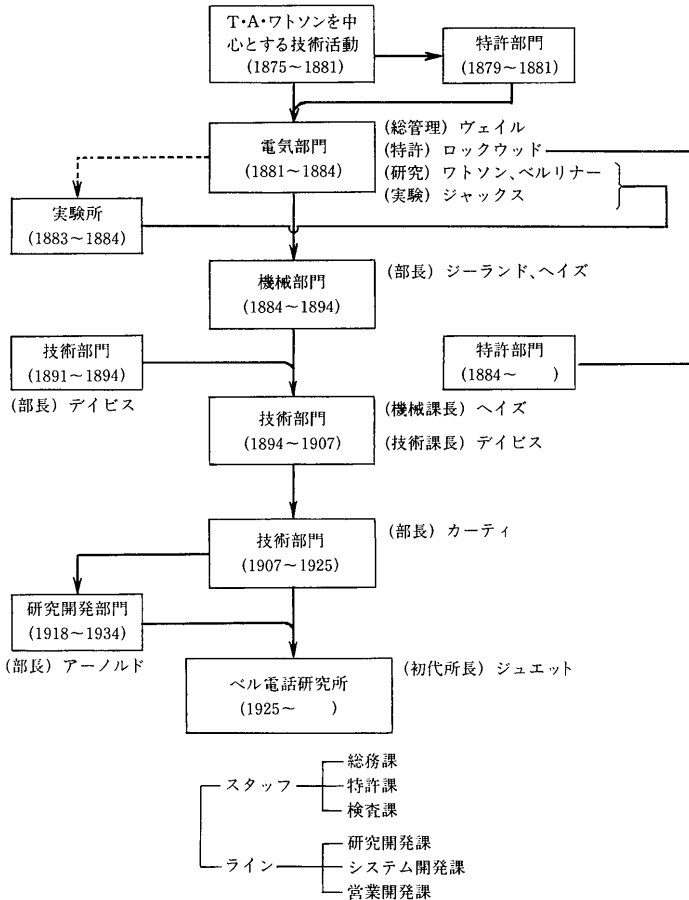 T・A・ワトソンを中
心とする技術活動
(1875〜1881)
特許部門
(1879〜1881)
電気部門
(1881〜1884)
(総管理) ヴェイル
(特許) ロックウッド
(研究) ワトソン、ベルリナー
(実験) ジャックス
実験所
(1883〜1884)
機械部門
(1884〜1894)
(部長) ジーランド、ヘイズ
技術部門
(1891〜1894)
(部長) デイビス
特許部門
(1884〜　　)
技術部門
(1894〜1907)
(機械課長) ヘイズ
(技術課長) デイビス
技術部門
(1907〜1925)
(部長) カーティ
研究開発部門
(1918〜1934)
(部長) アーノルド
ベル電話研究所
(1925〜　　)
(初代所長) ジュエット
スタッフ
総務課
特許課
検査課
ライン
研究開発課
システム開発課
営業開発課